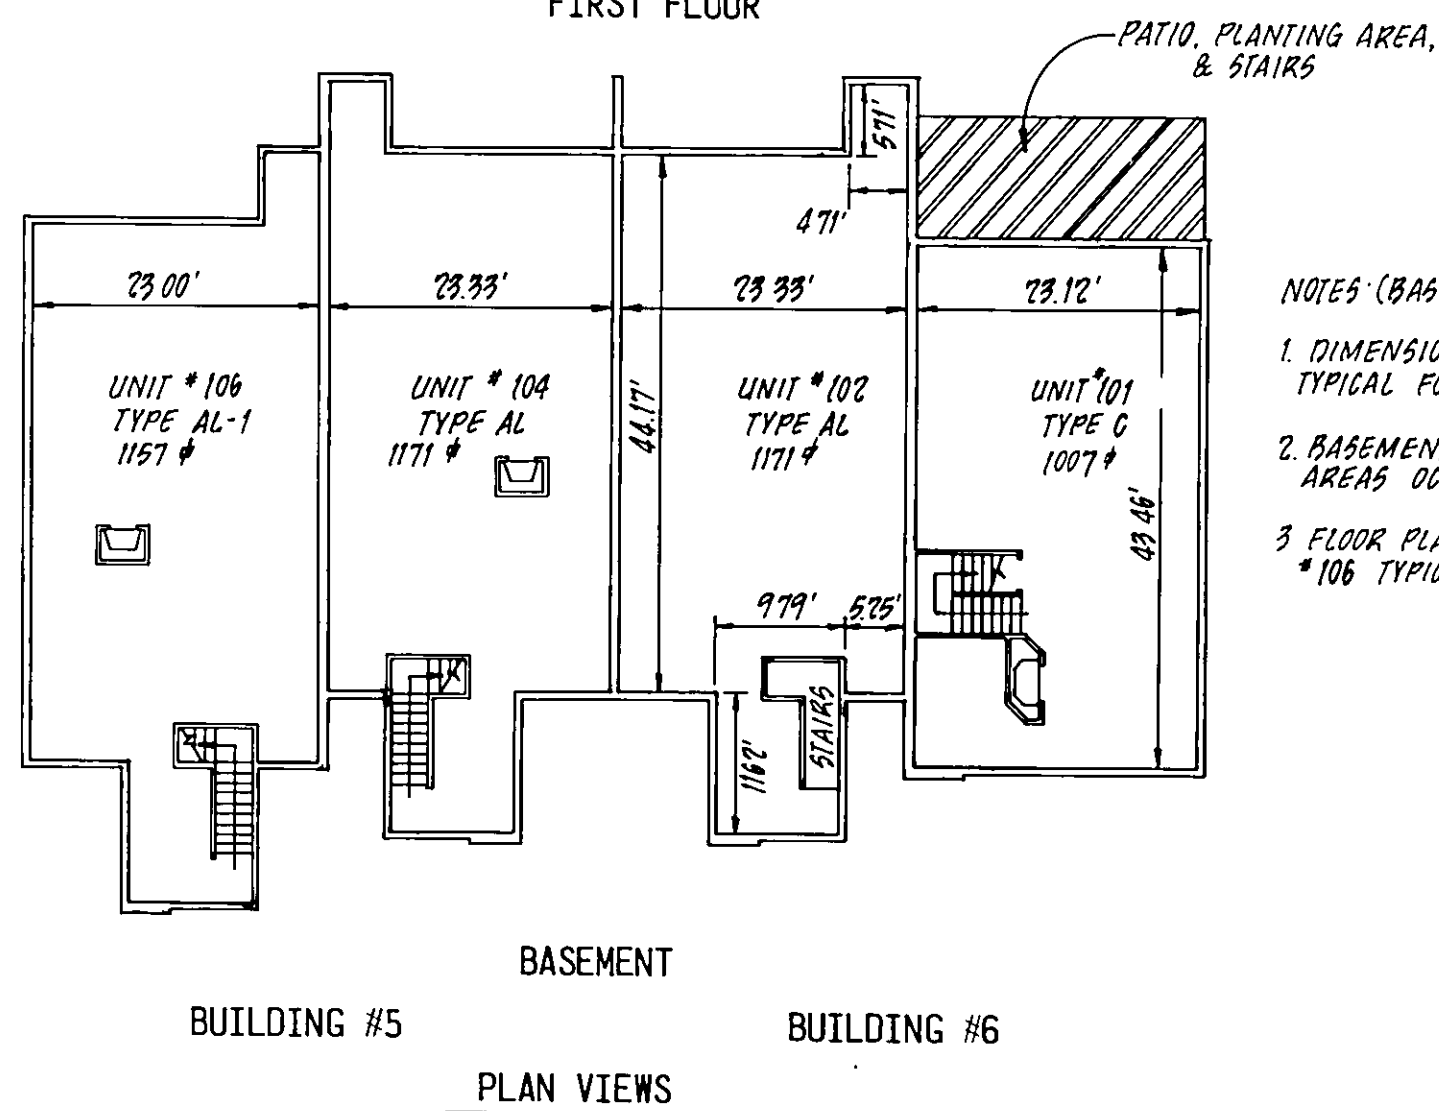 FIRST FLOOR
PATIO, PLANTING AREA,
& STAIRS
5 71'
4 71'
23 00'
23.33'
23 33'
23.12'
UNIT # 106
TYPE AL-1
1157 ϕ
UNIT # 104
TYPE AL
1171 ϕ
44.17'
UNIT # 102
TYPE AL
1171 ϕ
UNIT #101
TYPE C
1007 ϕ
43 46'
9 79'
5.25'
11 62'
STAIRS
NOTES (BAS
1. DIMENSIO
TYPICAL FO
2. BASEMEN
AREAS OC
3 FLOOR PLA
#106 TYPIC
BASEMENT
BUILDING #5
BUILDING #6
PLAN VIEWS